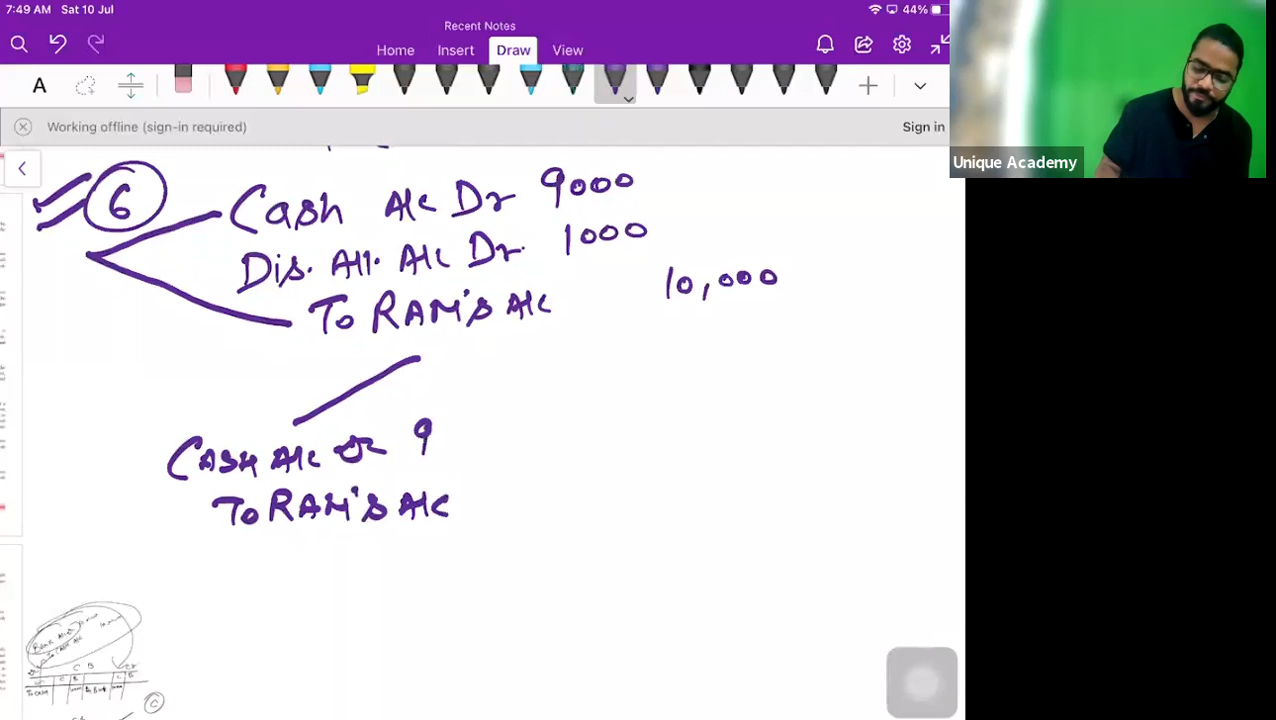 7:49 AM Sat 10 Jul
44%
Recent Notes
Home Insert Draw View
A
Working offline (sign-in required)
Sign in
Unique Academy
6
Cash A/c Dr 9000
Dis. All. A/c Dr. 1000
To RAM'S A/c 10,000
CASH A/c Dr 9
To RAM'S A/c